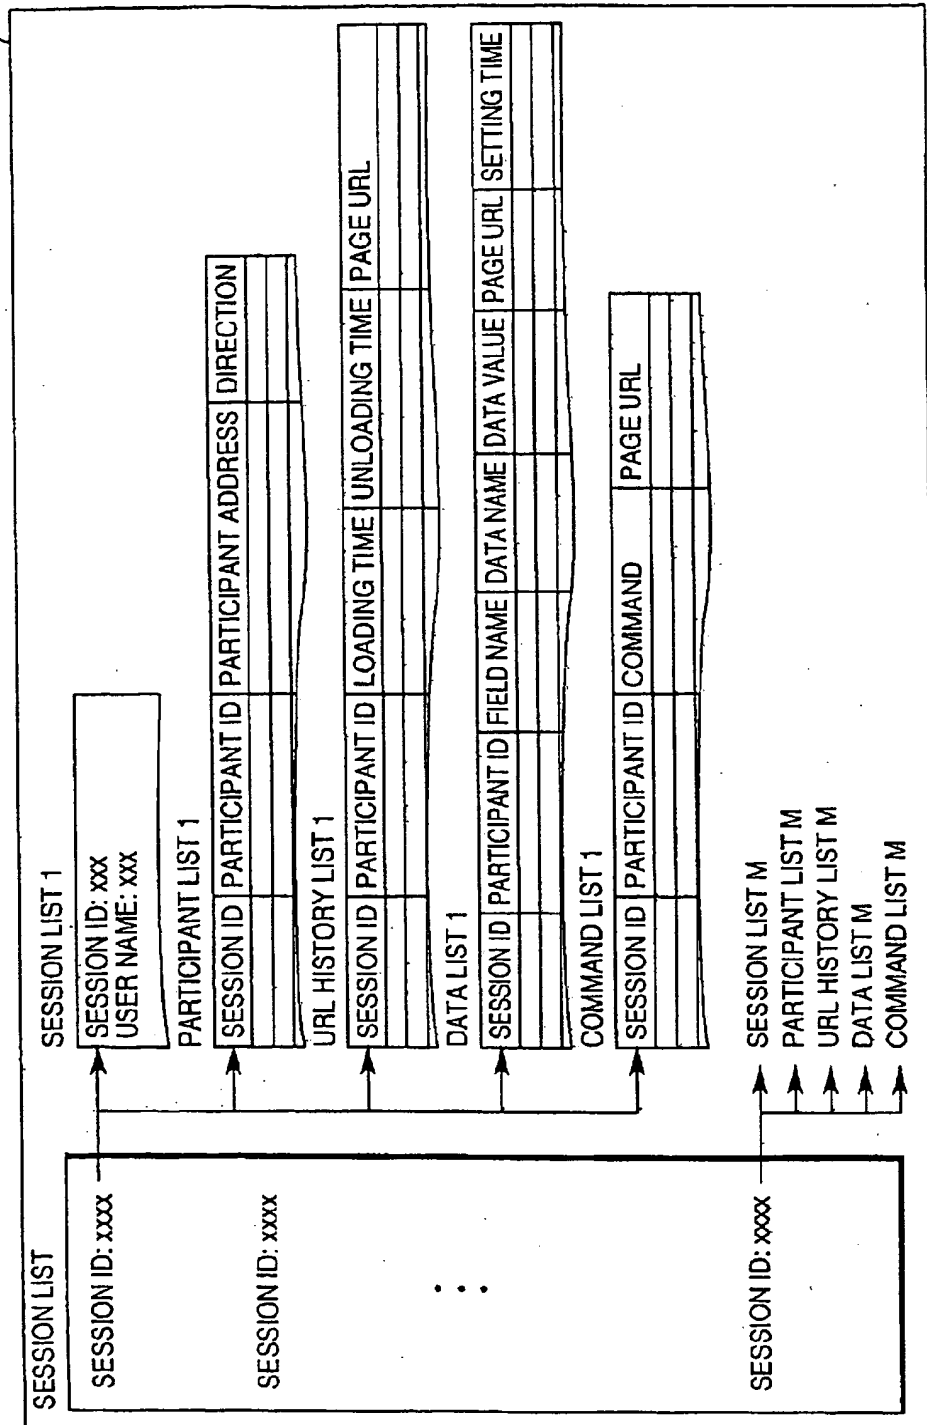 SESSION LIST
SESSION ID: xxxx
SESSION ID: xxxx
...
SESSION ID: xxxx
SESSION LIST 1
SESSION ID: xxx
USER NAME: xxx
PARTICIPANT LIST 1
SESSION ID PARTICIPANT ID PARTICIPANT ADDRESS DIRECTION
URL HISTORY LIST 1
SESSION ID PARTICIPANT ID LOADING TIME UNLOADING TIME PAGE URL
DATA LIST 1
SESSION ID PARTICIPANT ID FIELD NAME DATA NAME DATA VALUE PAGE URL SETTING TIME
COMMAND LIST 1
SESSION ID PARTICIPANT ID COMMAND PAGE URL
SESSION LIST M
PARTICIPANT LIST M
URL HISTORY LIST M
DATA LIST M
COMMAND LIST M